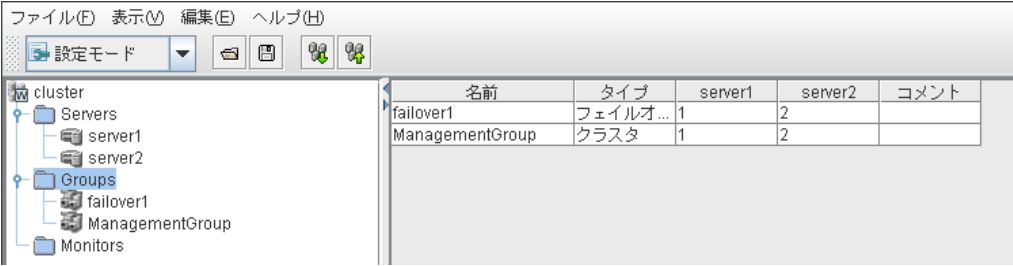 ファイル(F) 表示(V) 編集(E) ヘルプ(H)
設定モード
cluster
Servers
server1
server2
Groups
failover1
ManagementGroup
Monitors
名前 タイプ server1 server2 コメント
failover1 フェイルオ... 1 2
ManagementGroup クラスタ 1 2